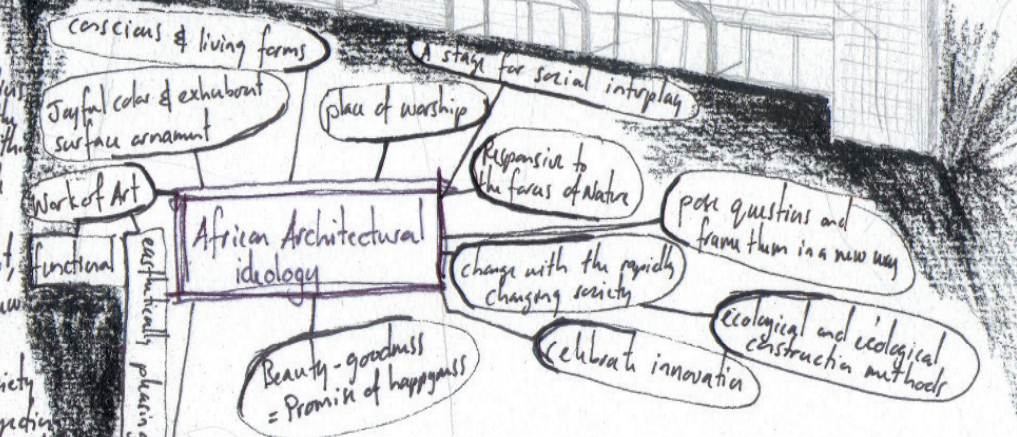 conscious & living forms
A stage for social interplay
Joyful color & exhuborant
surface ornament
place of worship
Responsive to
the forces of Nature
Work of Art
pose questions and
frame them in a new way
African Architectural
ideology
functional
change with the rapidly
changing society
ecological and ecological
construction methods
celebrate innovation
Beauty-goodness
= Promise of happyness